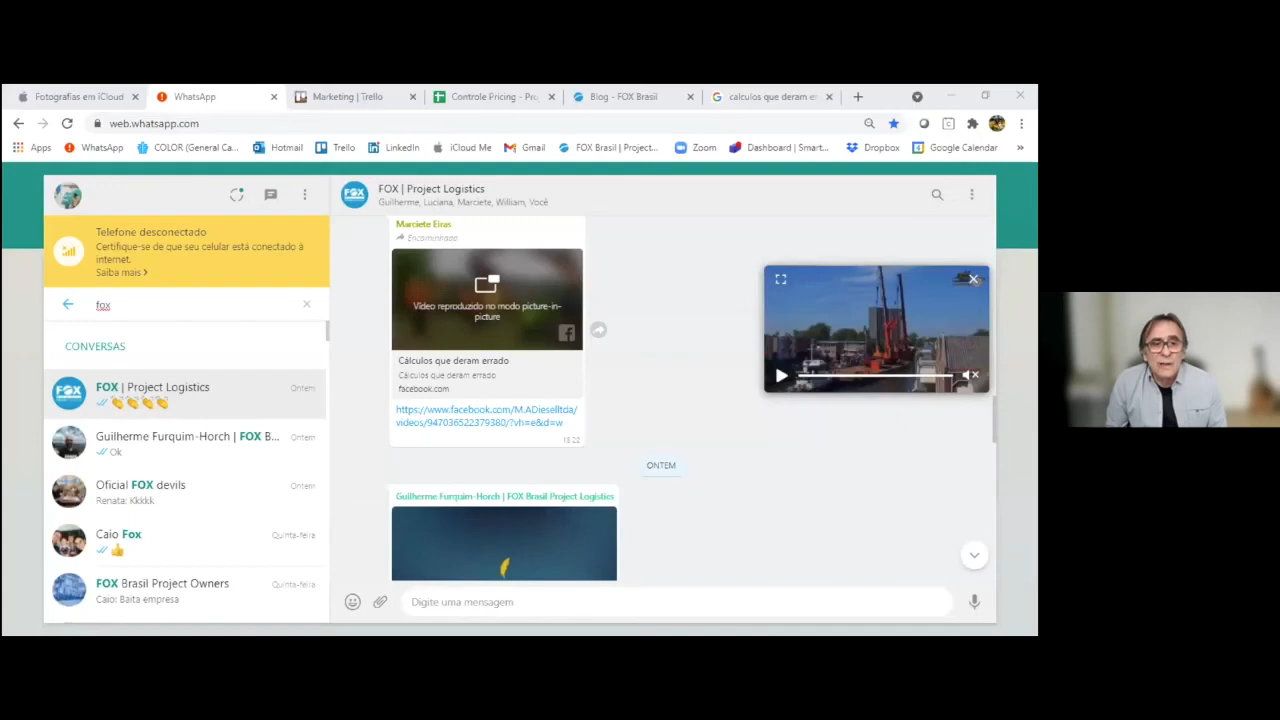 Fotografias em iCloud
WhatsApp
Marketing | Trello
Controle Pricing - Pro
Blog - FOX Brasil
calculos que deram er
web.whatsapp.com
Apps
WhatsApp
COLOR (General Ca...
Hotmail
Trello
LinkedIn
iCloud Me
Gmail
FOX Brasil | Project...
Zoom
Dashboard | Smart...
Dropbox
Google Calendar
»
FOX | Project Logistics
Guilherme, Luciana, Marciete, William, Você
Telefone desconectado
Certifique-se de que seu celular está conectado à
internet.
Saiba mais >
fox
CONVERSAS
FOX | Project Logistics
Ontem
Guilherme Furquim-Horch | FOX B...
Ontem
Ok
Oficial FOX devils
Ontem
Renata: Kkkkk
Caio Fox
Quinta-feira
FOX Brasil Project Owners
Quinta-feira
Caio: Baita empresa
Marciete Eiras
Encaminhada
Vídeo reproduzido no modo picture-in-
picture
Cálculos que deram errado
Cálculos que deram errado
facebook.com
https://www.facebook.com/M.ADieselltda/
videos/947036522379380/?vh=e&d=w
ONTEM
Guilherme Furquim-Horch | FOX Brasil Project Logistics
Digite uma mensagem